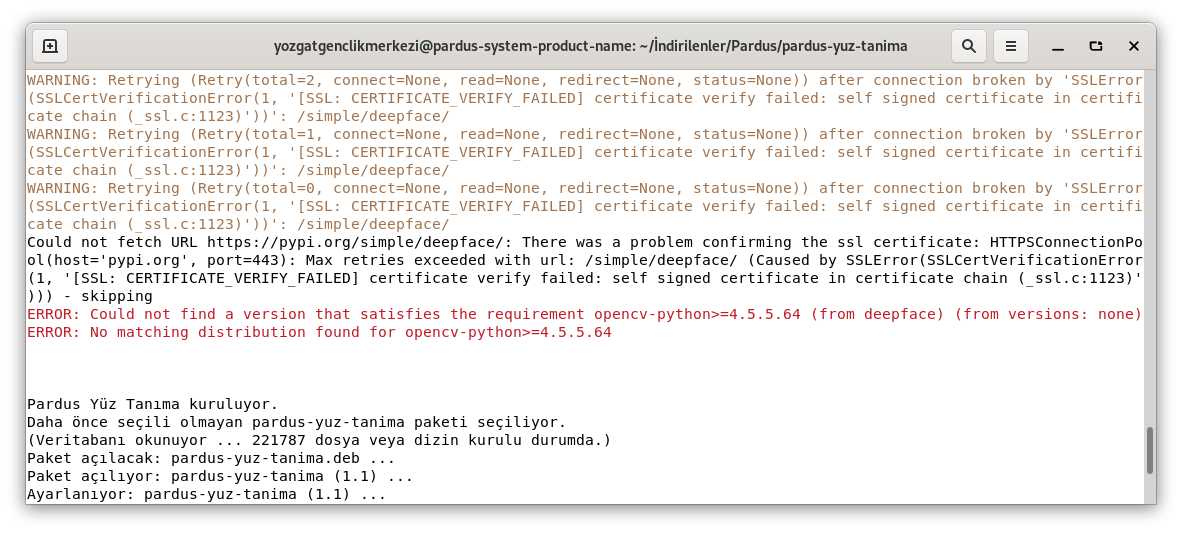 yozgatgenclikmerkezi@pardus-system-product-name: ~/İndirilenler/Pardus/pardus-yuz-tanima
WARNING: Retrying (Retry(total=2, connect=None, read=None, redirect=None, status=None)) after connection broken by 'SSLError
(SSLCertVerificationError(1, '[SSL: CERTIFICATE_VERIFY_FAILED] certificate verify failed: self signed certificate in certifi
cate chain (_ssl.c:1123)'))': /simple/deepface/
WARNING: Retrying (Retry(total=1, connect=None, read=None, redirect=None, status=None)) after connection broken by 'SSLError
(SSLCertVerificationError(1, '[SSL: CERTIFICATE_VERIFY_FAILED] certificate verify failed: self signed certificate in certifi
cate chain (_ssl.c:1123)'))': /simple/deepface/
WARNING: Retrying (Retry(total=0, connect=None, read=None, redirect=None, status=None)) after connection broken by 'SSLError
(SSLCertVerificationError(1, '[SSL: CERTIFICATE_VERIFY_FAILED] certificate verify failed: self signed certificate in certifi
cate chain (_ssl.c:1123)'))': /simple/deepface/
Could not fetch URL https://pypi.org/simple/deepface/: There was a problem confirming the ssl certificate: HTTPSConnectionPo
ol(host='pypi.org', port=443): Max retries exceeded with url: /simple/deepface/ (Caused by SSLError(SSLCertVerificationError
(1, '[SSL: CERTIFICATE_VERIFY_FAILED] certificate verify failed: self signed certificate in certificate chain (_ssl.c:1123)'
))) - skipping
ERROR: Could not find a version that satisfies the requirement opencv-python>=4.5.5.64 (from deepface) (from versions: none)
ERROR: No matching distribution found for opencv-python>=4.5.5.64
Pardus Yüz Tanıma kuruluyor.
Daha önce seçili olmayan pardus-yuz-tanima paketi seçiliyor.
(Veritabanı okunuyor ... 221787 dosya veya dizin kurulu durumda.)
Paket açılacak: pardus-yuz-tanima.deb ...
Paket açılıyor: pardus-yuz-tanima (1.1) ...
Ayarlanıyor: pardus-yuz-tanima (1.1) ...